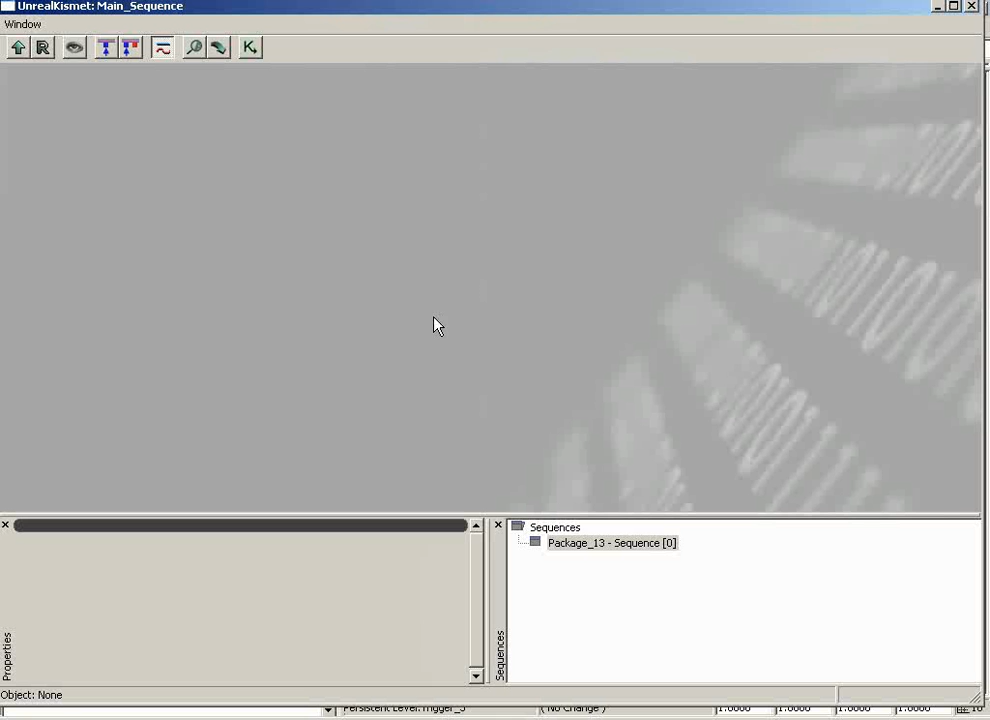 UnrealKismet: Main_Sequence
Window
R
K
Sequences
Package_13 - Sequence [0]
Properties
Sequences
Object: None
Persistent Level.Trigger_3
(No Change)
1.0000
1.0000
1.0000
1.0000
16